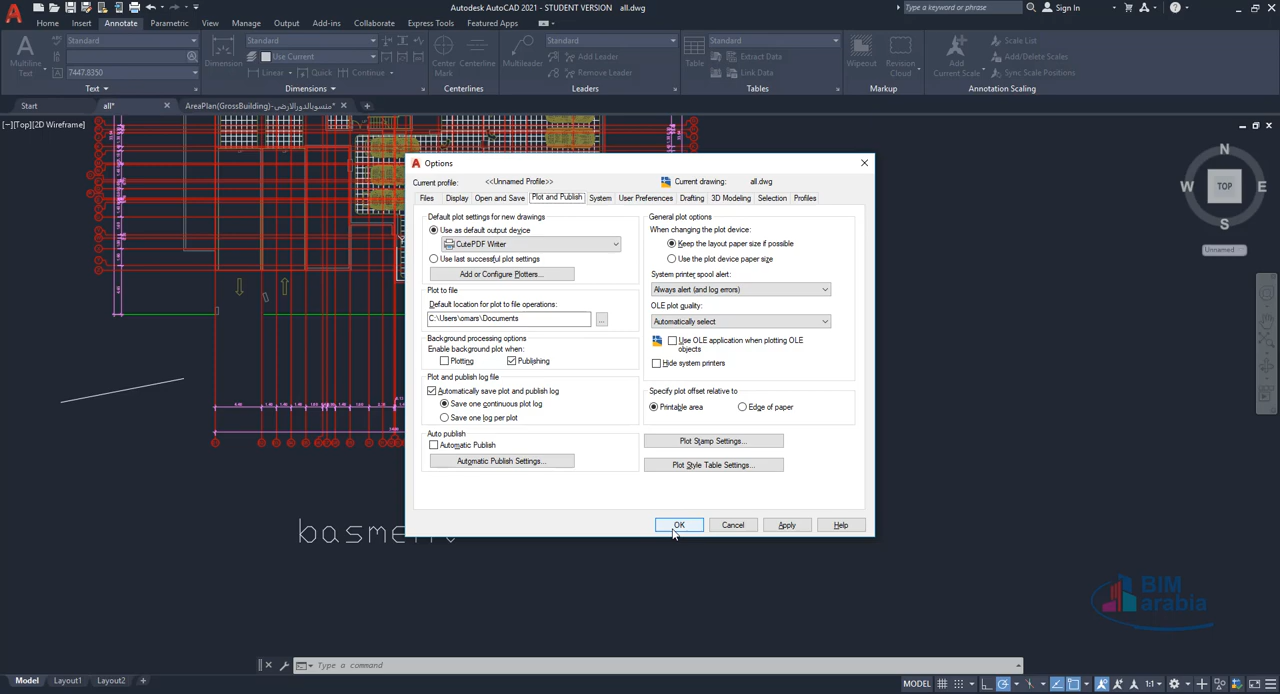 Autodesk AutoCAD 2021 - STUDENT VERSION all.dwg
Type a keyword or phrase
Sign In
Home Insert Annotate Parametric View Manage Output Add-ins Collaborate Express Tools Featured Apps
Standard Standard Standard Standard
Multiline Text
Dimension
Use Current
7447.8350
Linear Quick Continue
Center Mark Centerline
Multileader
Add Leader
Remove Leader
Table
Extract Data
Link Data
Wipeout Revision Cloud
Add Current Scale
Scale List
Add/Delete Scales
Sync Scale Positions
Text Dimensions Centerlines Leaders Tables Markup Annotation Scaling
Start all* AreaPlan(GrossBuilding)-منسوبالدورالارضي*
[−][Top][2D Wireframe]
N
W TOP E
S
Unnamed
Options
Current profile: <<Unnamed Profile>> Current drawing: all.dwg
Files Display Open and Save Plot and Publish System User Preferences Drafting 3D Modeling Selection Profiles
Default plot settings for new drawings
Use as default output device
CutePDF Writer
Use last successful plot settings
Add or Configure Plotters...
Plot to file
Default location for plot to file operations:
C:\Users\omars\Documents
...
Background processing options
Enable background plot when:
Plotting Publishing
Plot and publish log file
Automatically save plot and publish log
Save one continuous plot log
Save one log per plot
Auto publish
Automatic Publish
Automatic Publish Settings...
General plot options
When changing the plot device:
Keep the layout paper size if possible
Use the plot device paper size
System printer spool alert:
Always alert (and log errors)
OLE plot quality:
Automatically select
Use OLE application when plotting OLE
objects
Hide system printers
Specify plot offset relative to
Printable area Edge of paper
Plot Stamp Settings...
Plot Style Table Settings...
OK Cancel Apply Help
BIM
arabia
Type a command
Model Layout1 Layout2
MODEL 1:1